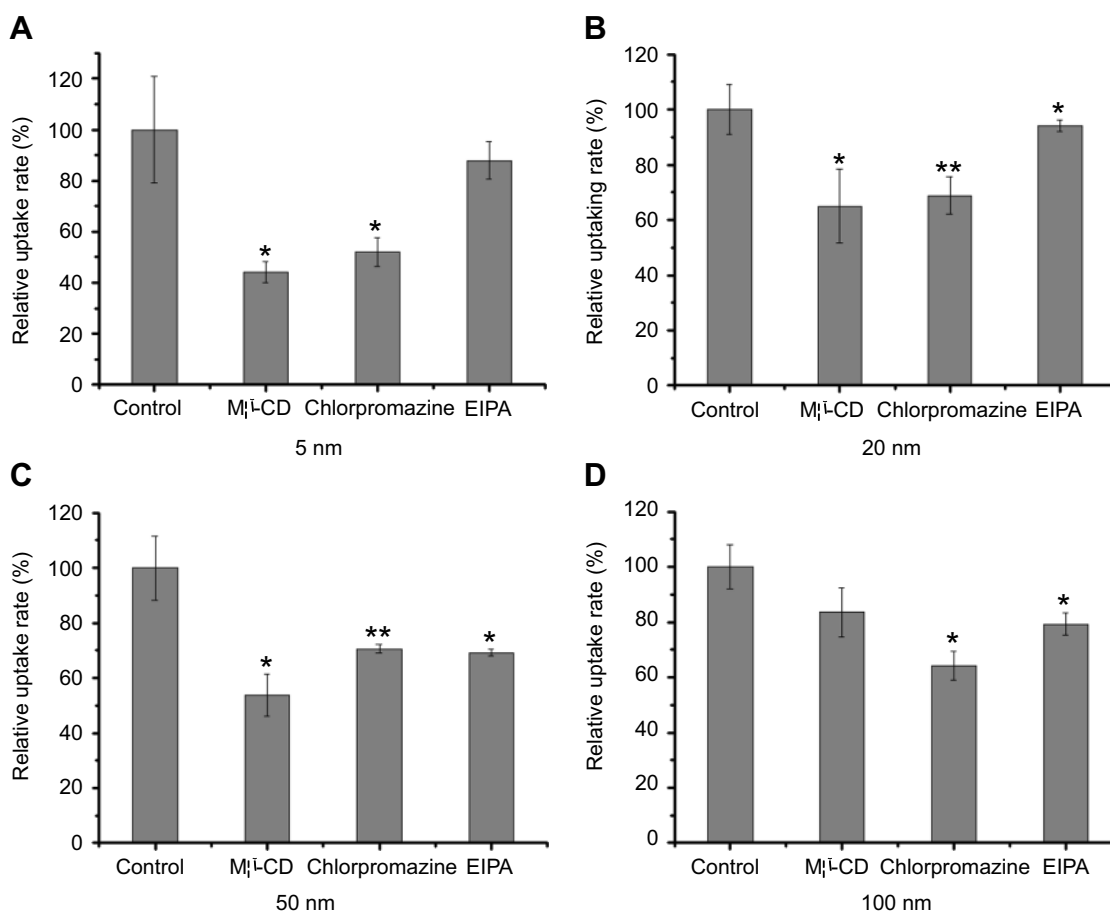 A
Relative uptake rate (%)
120
100
80
60
40
20
0
*
*
Control M¦Ī-CD Chlorpromazine EIPA
5 nm
B
Relative uptaking rate (%)
120
100
80
60
40
20
0
*
**
*
Control M¦Ī-CD Chlorpromazine EIPA
20 nm
C
Relative uptake rate (%)
120
100
80
60
40
20
0
*
**
*
Control M¦Ī-CD Chlorpromazine EIPA
50 nm
D
Relative uptake rate (%)
120
100
80
60
40
20
0
*
*
Control M¦Ī-CD Chlorpromazine EIPA
100 nm